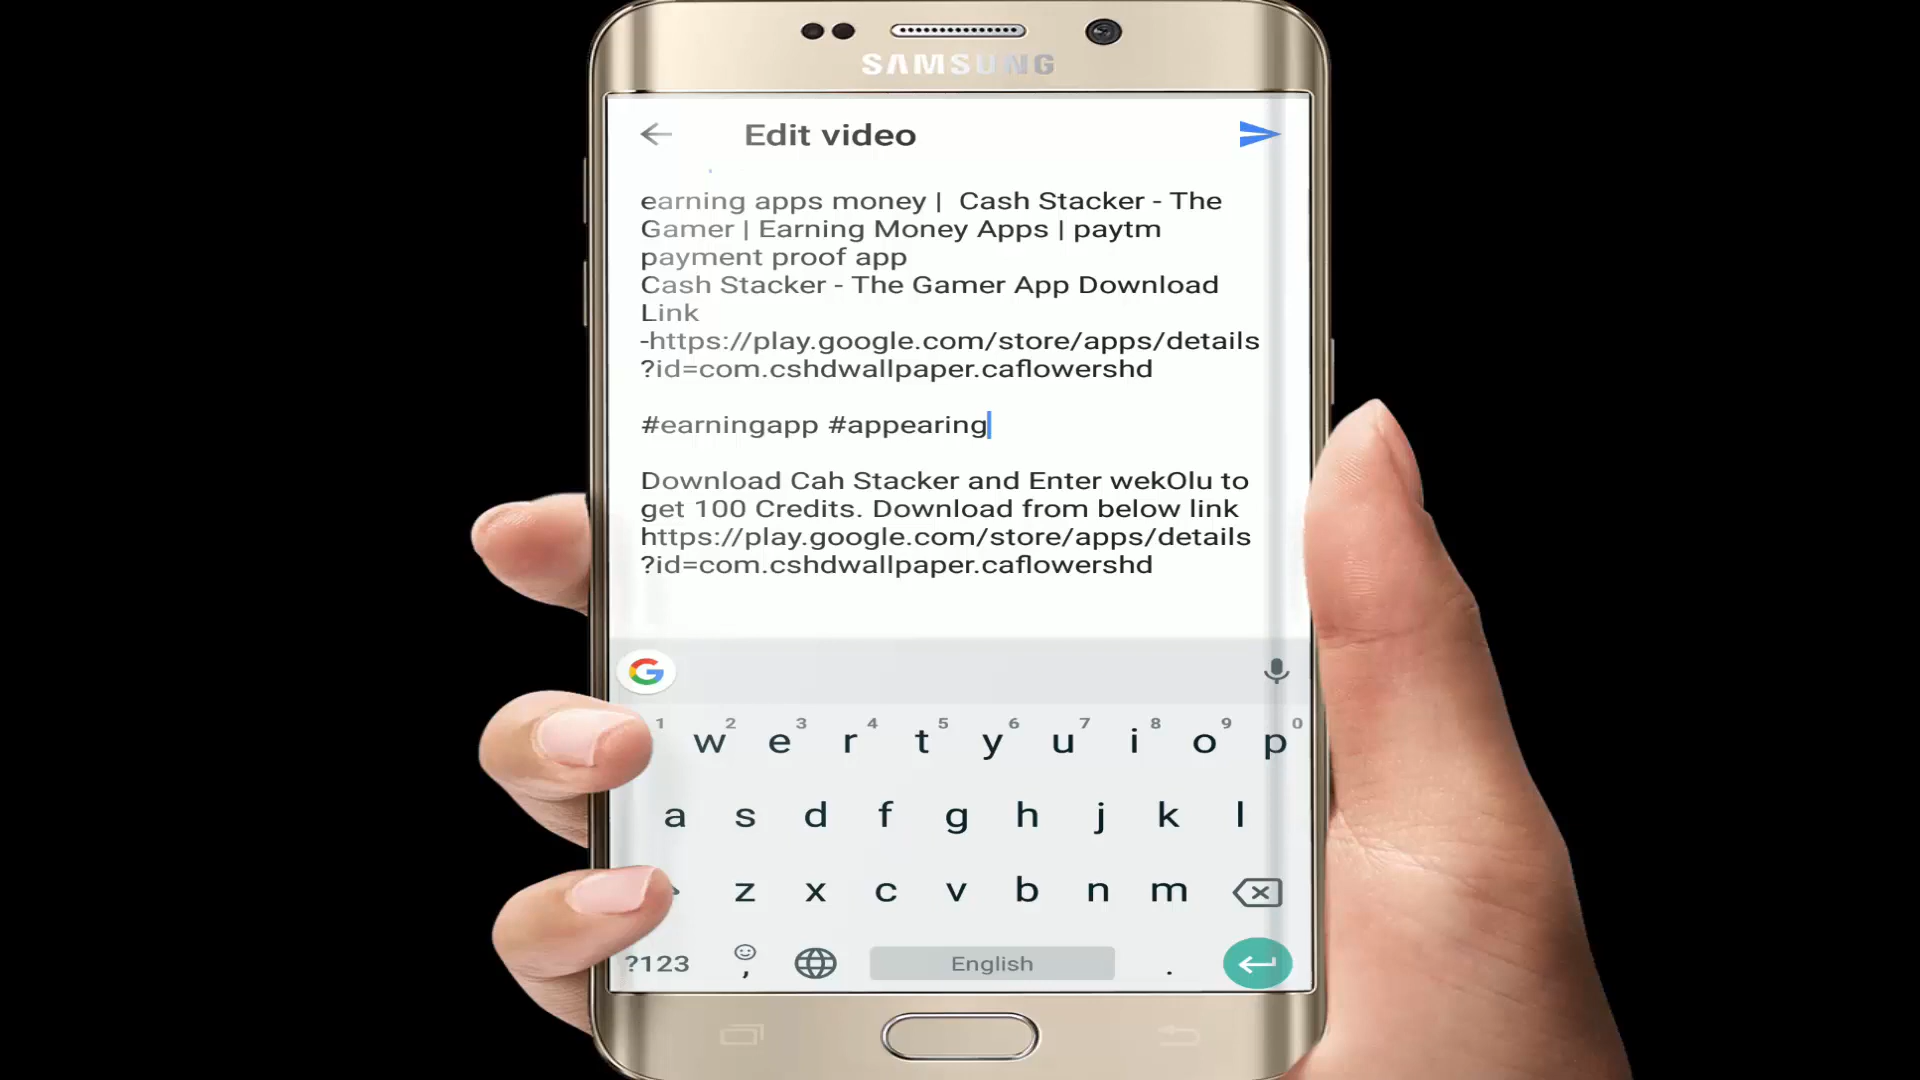 SAMSUNG
Edit video
earning apps money | Cash Stacker - The
Gamer | Earning Money Apps | paytm
payment proof app
Cash Stacker - The Gamer App Download
Link
-https://play.google.com/store/apps/details
?id=com.cshdwallpaper.caflowershd
#earningapp #appearing
Download Cah Stacker and Enter wekOlu to
get 100 Credits. Download from below link
https://play.google.com/store/apps/details
?id=com.cshdwallpaper.caflowershd
G
1 2 3 4 5 6 7 8 9 0
w e r t y u i o p
a s d f g h j k l
z x c v b n m
?123 , English .